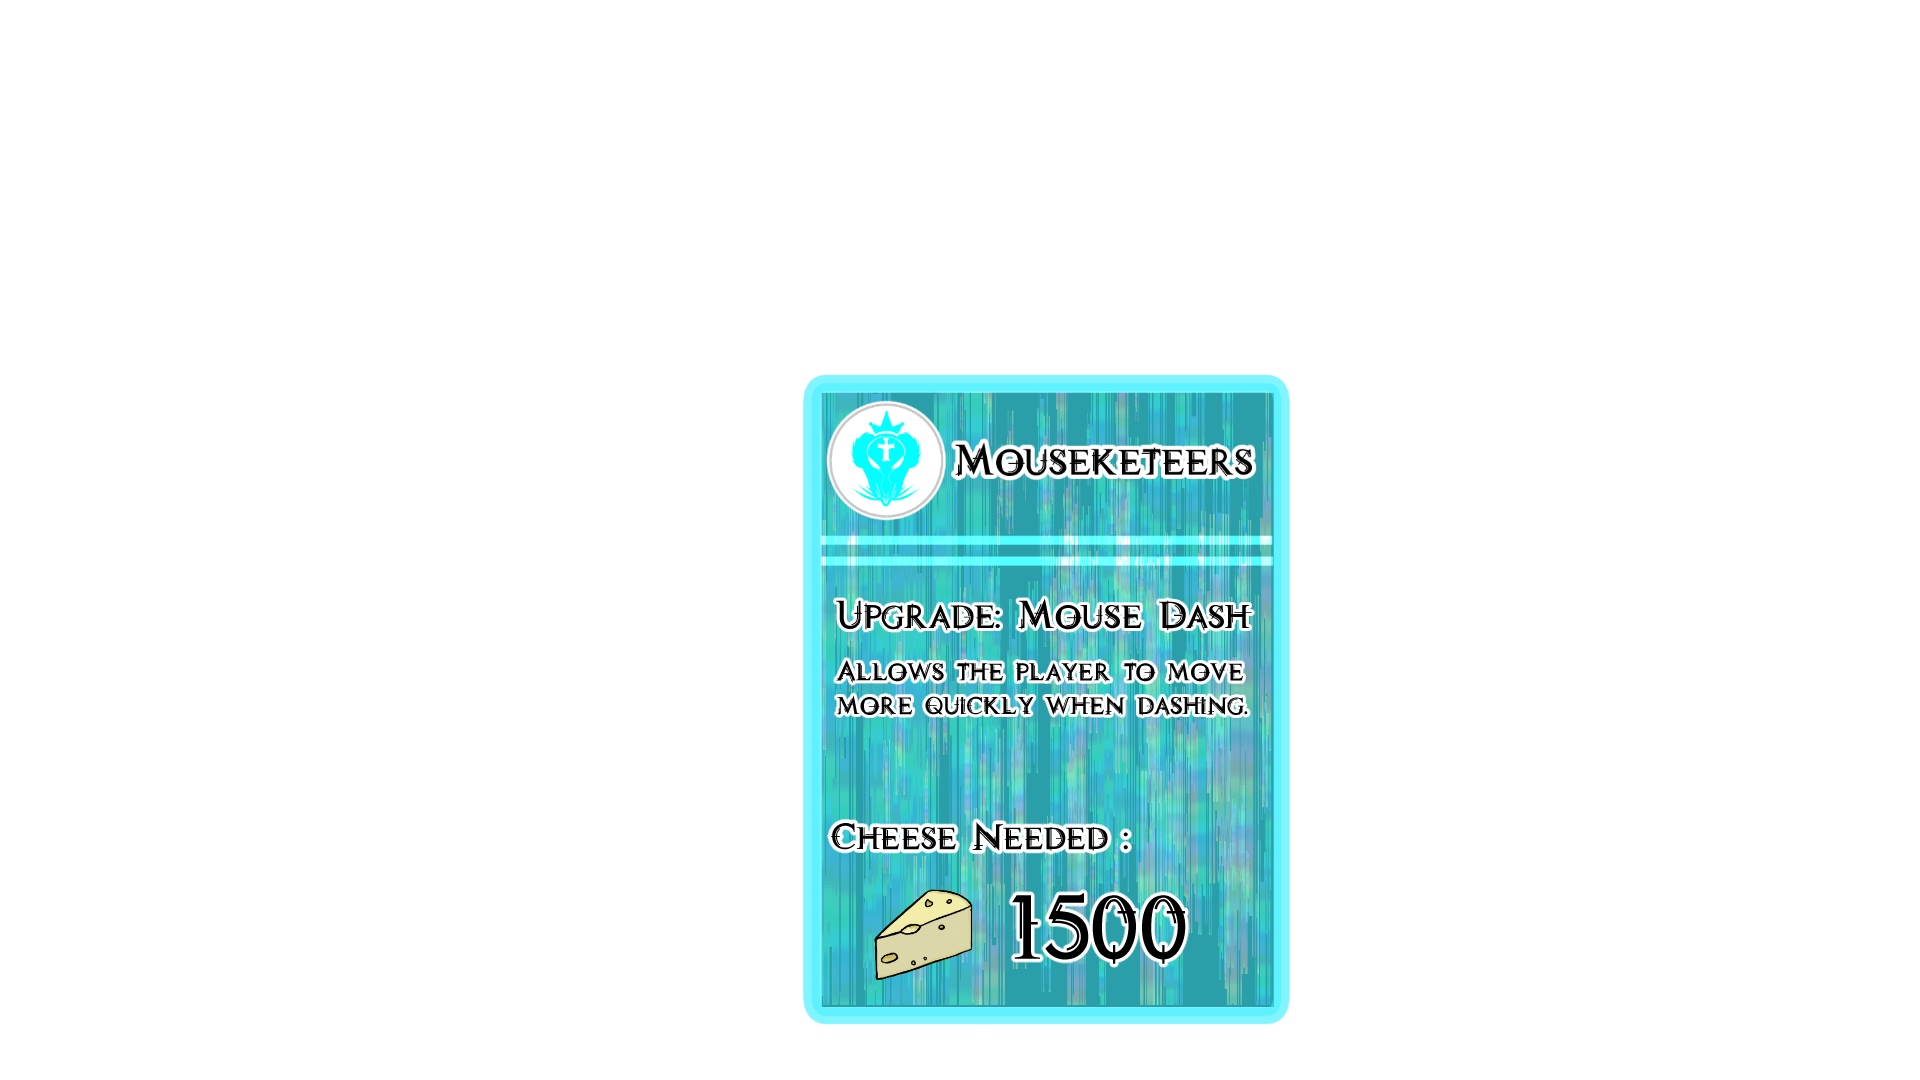 Mouseketeers
Upgrade: Mouse Dash
Allows the player to move
more quickly when dashing.
Cheese Needed :
1500